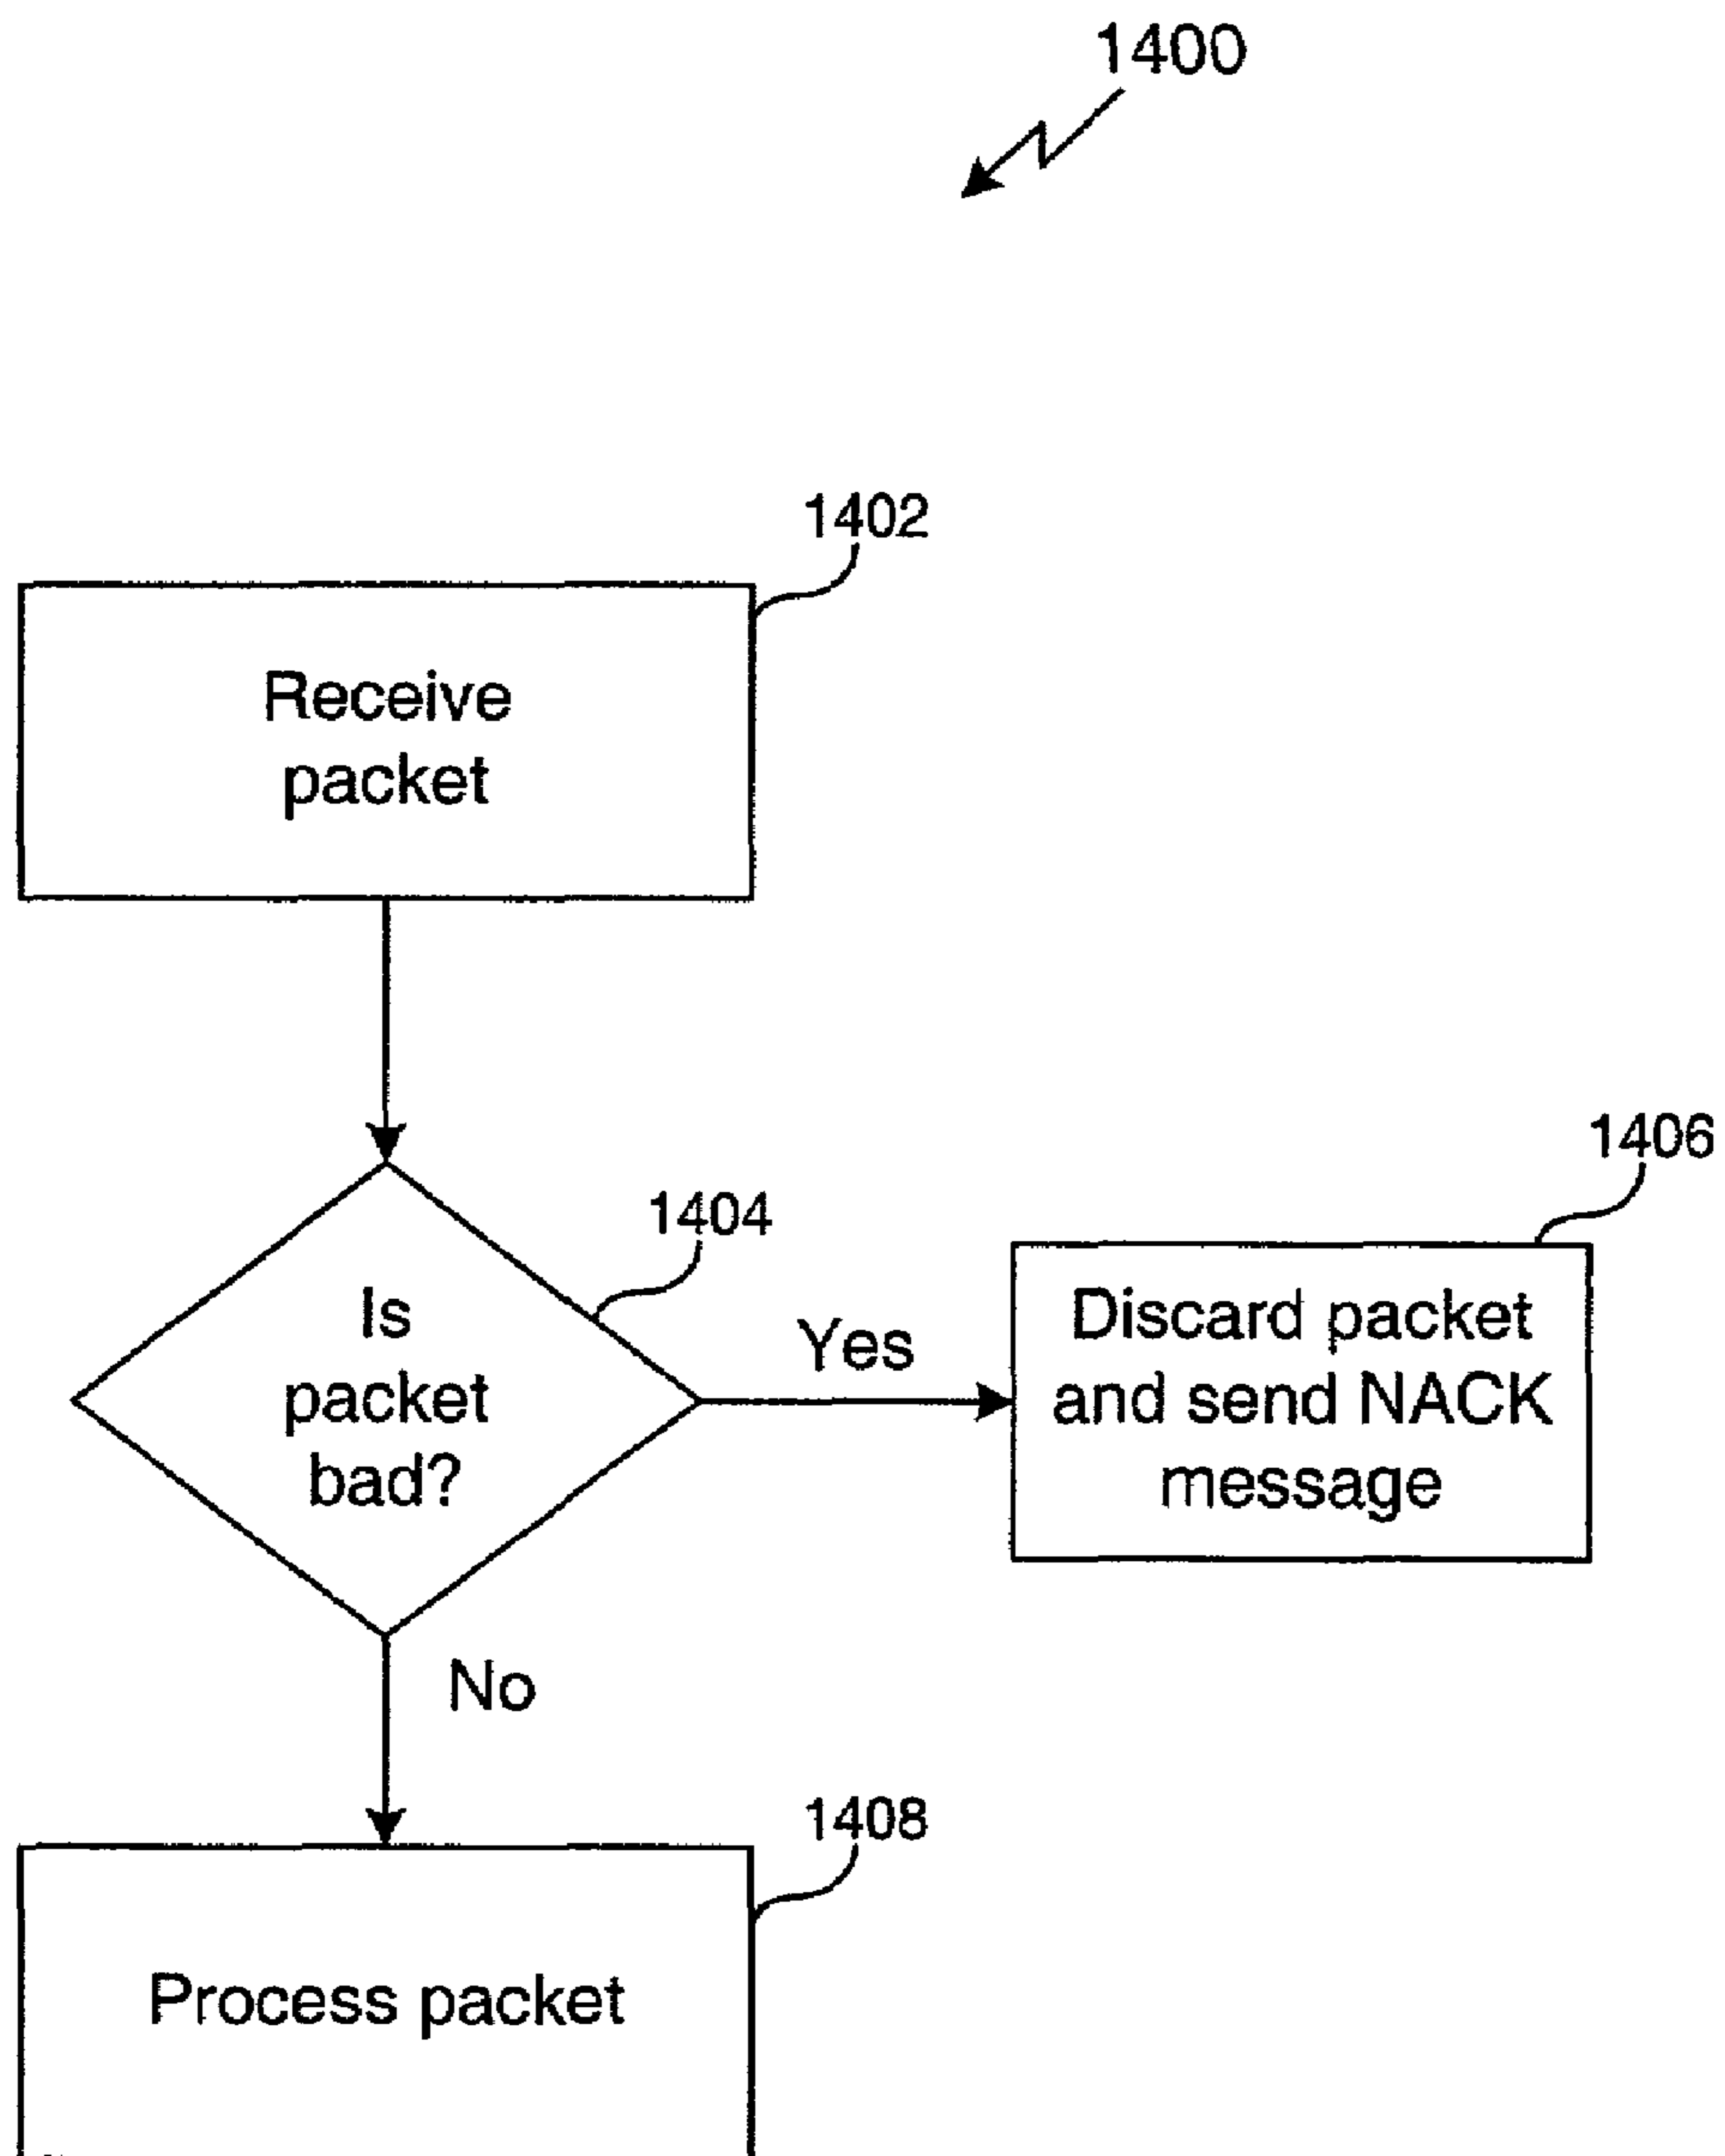 1400
1402
Receive
packet
1404
Is
packet
bad?
Yes
1406
Discard packet
and send NACK
message
No
1408
Process packet